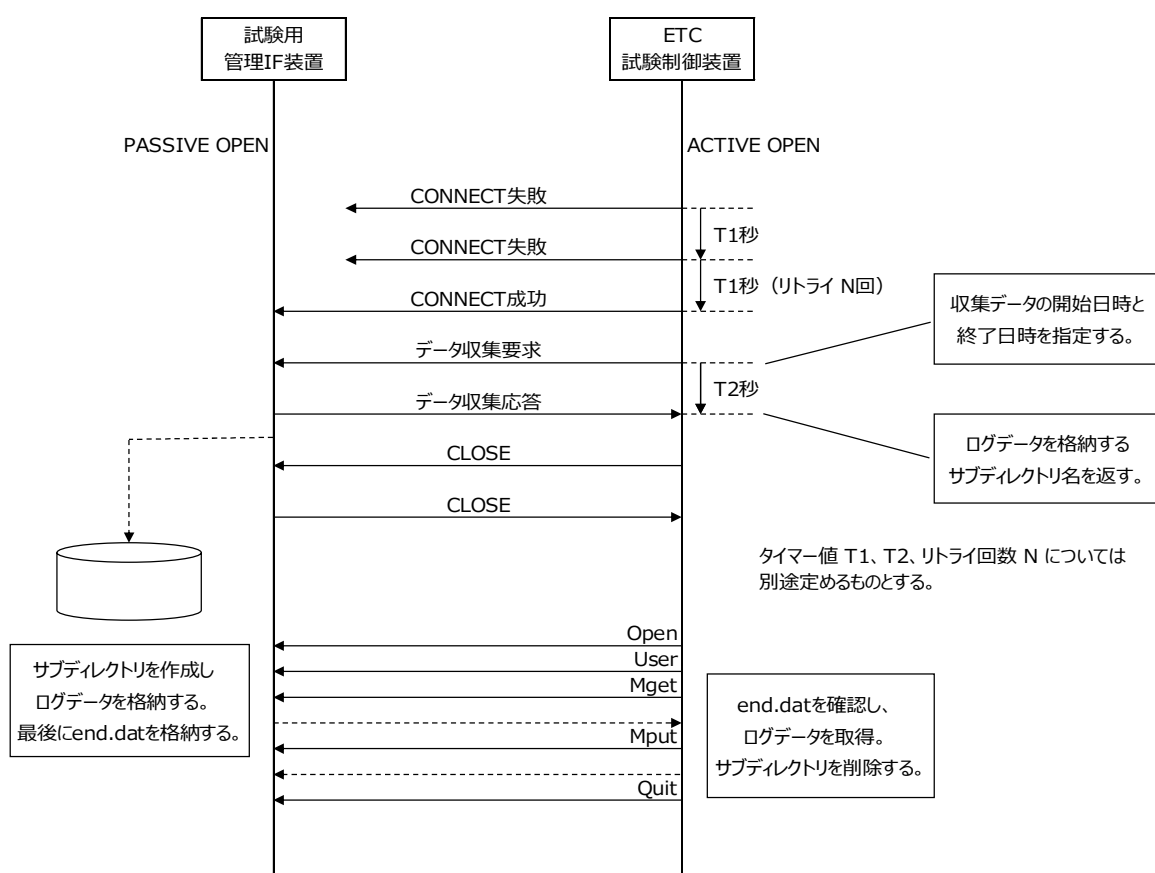 試験用
管理IF装置
ETC
試験制御装置
PASSIVE OPEN
ACTIVE OPEN
CONNECT失敗
T1秒
CONNECT失敗
T1秒（リトライ N回）
CONNECT成功
収集データの開始日時と
終了日時を指定する。
データ収集要求
T2秒
データ収集応答
ログデータを格納する
サブディレクトリ名を返す。
CLOSE
CLOSE
タイマー値 T1、T2、リトライ回数 N については
別途定めるものとする。
Open
User
Mget
サブディレクトリを作成し
ログデータを格納する。
最後にend.datを格納する。
Mput
Quit
end.datを確認し、
ログデータを取得。
サブディレクトリを削除する。